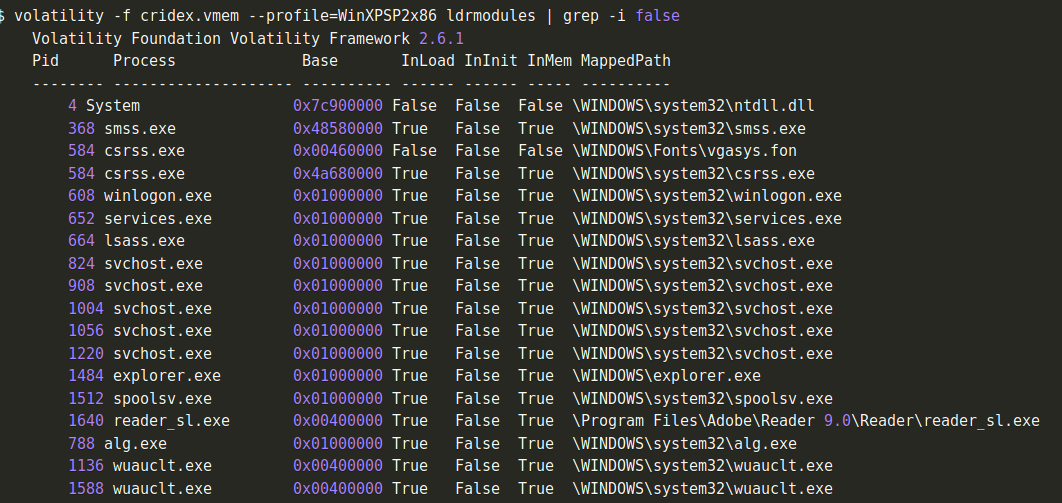 $ volatility -f cridex.vmem --profile=WinXPSP2x86 ldrmodules | grep -i false
Volatility Foundation Volatility Framework 2.6.1
Pid      Process              Base       InLoad InInit InMem MappedPath
-------- -------------------- ---------- ------ ------ ----- ----------
4 System                 0x7c900000 False  False  False \WINDOWS\system32\ntdll.dll
368 smss.exe             0x48580000 True   False  True  \WINDOWS\system32\smss.exe
584 csrss.exe            0x00460000 False  False  False \WINDOWS\Fonts\vgasys.fon
584 csrss.exe            0x4a680000 True   False  True  \WINDOWS\system32\csrss.exe
608 winlogon.exe         0x01000000 True   False  True  \WINDOWS\system32\winlogon.exe
652 services.exe         0x01000000 True   False  True  \WINDOWS\system32\services.exe
664 lsass.exe            0x01000000 True   False  True  \WINDOWS\system32\lsass.exe
824 svchost.exe          0x01000000 True   False  True  \WINDOWS\system32\svchost.exe
908 svchost.exe          0x01000000 True   False  True  \WINDOWS\system32\svchost.exe
1004 svchost.exe         0x01000000 True   False  True  \WINDOWS\system32\svchost.exe
1056 svchost.exe         0x01000000 True   False  True  \WINDOWS\system32\svchost.exe
1220 svchost.exe         0x01000000 True   False  True  \WINDOWS\system32\svchost.exe
1484 explorer.exe        0x01000000 True   False  True  \WINDOWS\explorer.exe
1512 spoolsv.exe         0x01000000 True   False  True  \WINDOWS\system32\spoolsv.exe
1640 reader_sl.exe       0x00400000 True   False  True  \Program Files\Adobe\Reader 9.0\Reader\reader_sl.exe
788 alg.exe              0x01000000 True   False  True  \WINDOWS\system32\alg.exe
1136 wuauclt.exe         0x00400000 True   False  True  \WINDOWS\system32\wuauclt.exe
1588 wuauclt.exe         0x00400000 True   False  True  \WINDOWS\system32\wuauclt.exe